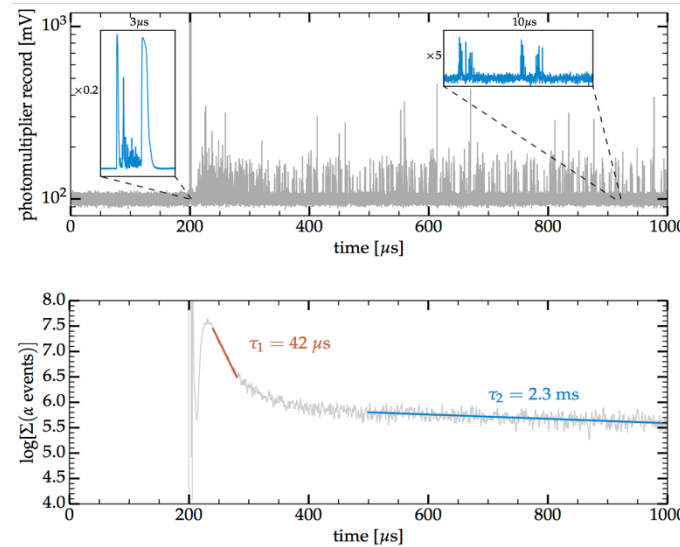 photomultiplier record [mV]
10³
10²
3μs
×0.2
10μs
×5
0 200 400 600 800 1000
time [μs]
log[Σ(α events)]
8.0
7.5
7.0
6.5
6.0
5.5
5.0
4.5
4.0
τ₁ = 42 μs
τ₂ = 2.3 ms
0 200 400 600 800 1000
time [μs]